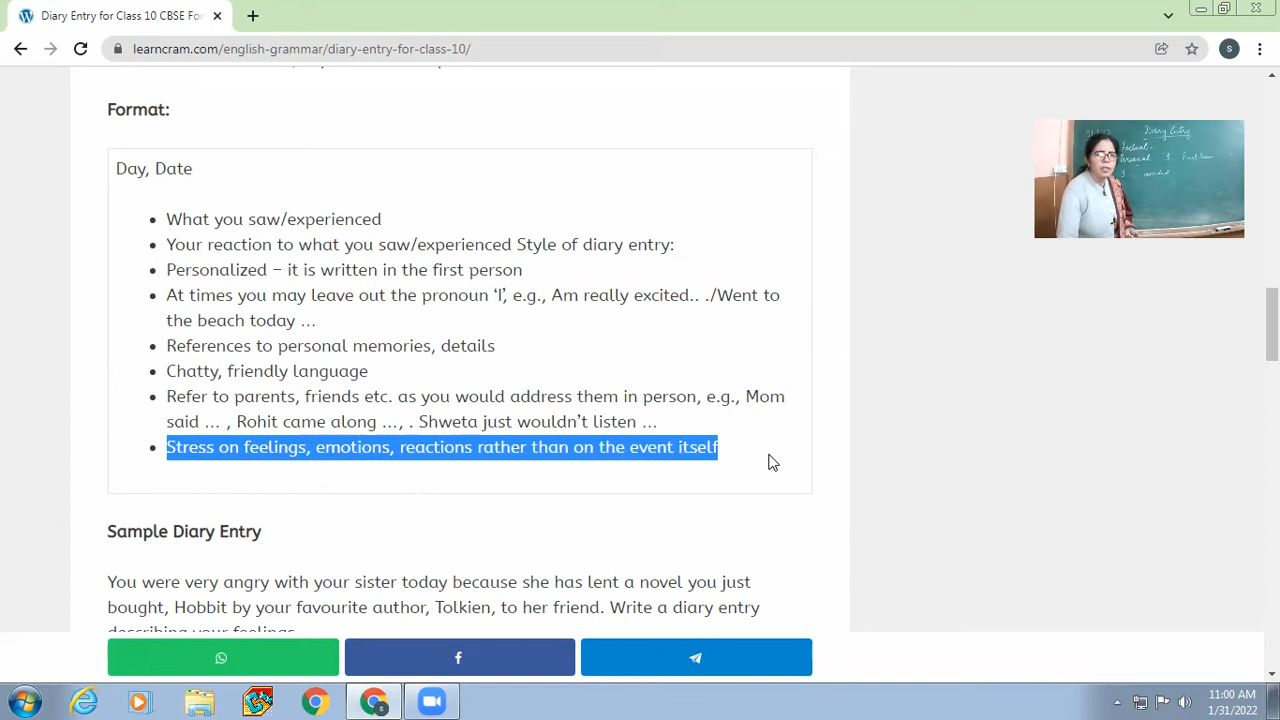 Diary Entry for Class 10 CBSE For
learncram.com/english-grammar/diary-entry-for-class-10/
S
Format:
Day, Date
• What you saw/experienced
• Your reaction to what you saw/experienced Style of diary entry:
• Personalized – it is written in the first person
• At times you may leave out the pronoun ‘I’, e.g., Am really excited.. ./Went to
the beach today …
• References to personal memories, details
• Chatty, friendly language
• Refer to parents, friends etc. as you would address them in person, e.g., Mom
said … , Rohit came along …, . Shweta just wouldn’t listen …
• Stress on feelings, emotions, reactions rather than on the event itself
Sample Diary Entry
You were very angry with your sister today because she has lent a novel you just
bought, Hobbit by your favourite author, Tolkien, to her friend. Write a diary entry
describing your feelings
Diary Entry
Factual -
Personal
11:00 AM
1/31/2022